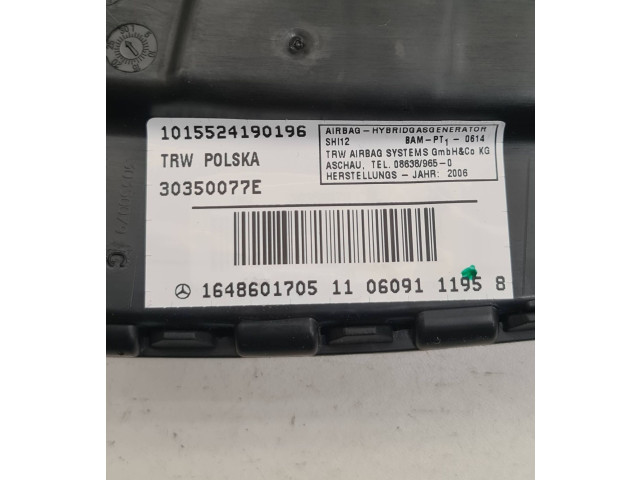 1015524190196
TRW POLSKA
30350077E
AIRBAG-HYBRIDGASGENERATOR
SHI12 BAM-PT1-0614
TRW AIRBAG SYSTEMS GmbH&Co KG
ASCHAU, TEL. 08638/965-0
HERSTELLUNGS - JAHR: 2006
1648601705 11 06091 1195 8